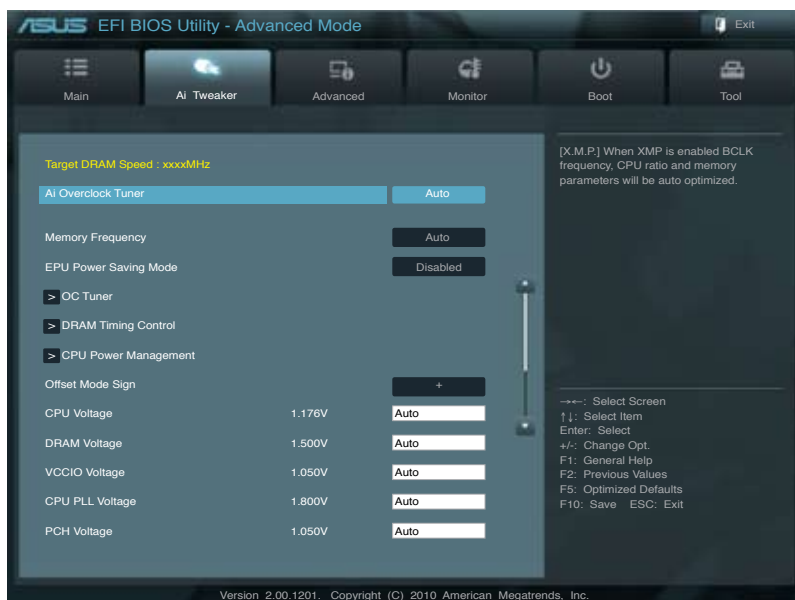 ASUS EFI BIOS Utility - Advanced Mode
Exit
Main
Ai Tweaker
Advanced
Monitor
Boot
Tool
Target DRAM Speed : xxxxMHz
Ai Overclock Tuner Auto
Memory Frequency Auto
EPU Power Saving Mode Disabled
> OC Tuner
> DRAM Timing Control
> CPU Power Management
Offset Mode Sign +
CPU Voltage 1.176V Auto
DRAM Voltage 1.500V Auto
VCCIO Voltage 1.050V Auto
CPU PLL Voltage 1.800V Auto
PCH Voltage 1.050V Auto
[X.M.P.] When XMP is enabled BCLK
frequency, CPU ratio and memory
parameters will be auto optimized.
→←: Select Screen
↑↓: Select Item
Enter: Select
+/-: Change Opt.
F1: General Help
F2: Previous Values
F5: Optimized Defaults
F10: Save ESC: Exit
Version 2.00.1201. Copyright (C) 2010 American Megatrends, Inc.